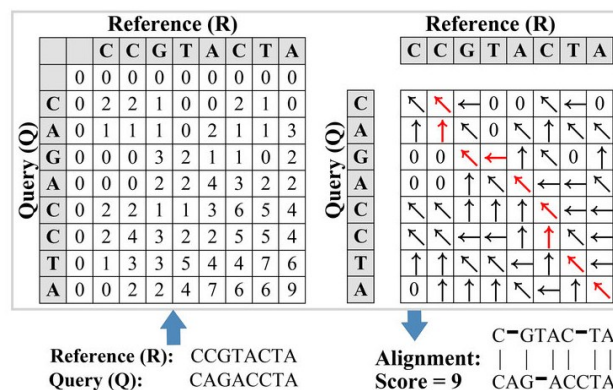 Reference (R)
C C G T A C T A
0 0 0 0 0 0 0 0 0
Query (Q)
C 0 2 2 1 0 0 2 1 0
A 0 1 1 1 0 2 1 1 3
G 0 0 0 3 2 1 1 0 2
A 0 0 0 2 2 4 3 2 2
C 0 2 2 1 1 3 6 5 4
C 0 2 4 3 2 2 5 5 4
T 0 1 3 3 5 4 4 7 6
A 0 0 2 2 4 7 6 6 9
Reference (R)
C C G T A C T A
Query (Q)
C ↖ ↖ ← 0 0 ↖ ← 0
A ↑ ↑ ↖ 0 ↖ ↑ ↖ ↖
G 0 0 ↖ ← ↑ ↖ 0 ↑
A 0 0 ↑ ↖ ↖ ← ← ↖
C ↖ ↖ ↑ ↑ ↑ ↖ ← ←
C ↖ ↖ ← ← ↑ ↑ ↖ ↖
T ↑ ↑ ↖ ↖ ← ↑ ↖ ←
A 0 ↑ ↑ ↑ ↖ ← ↑ ↖
Reference (R): CCGTACTA
Query (Q): CAGACCTA
C-GTAC-TA
Alignment: | | | | | |
Score = 9 CAG-ACCTA